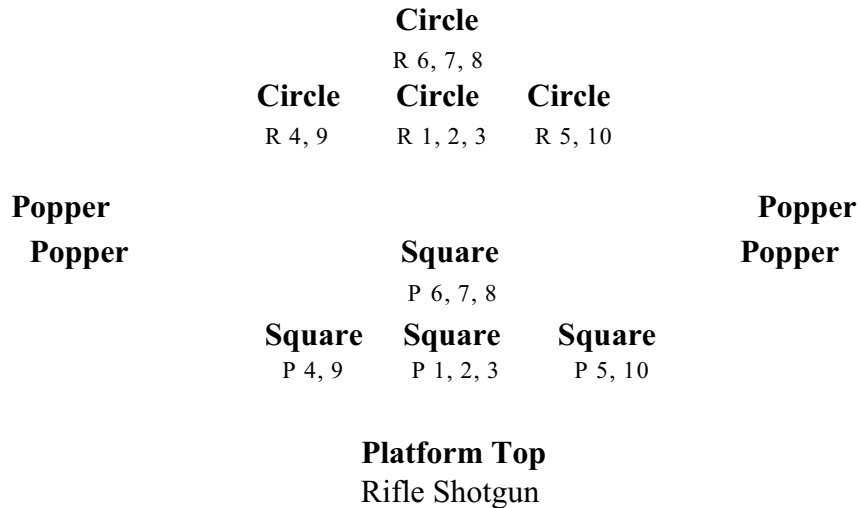 Circle
R 6, 7, 8
Circle Circle Circle
R 4, 9 R 1, 2, 3 R 5, 10
Popper Popper
Popper Square Popper
P 6, 7, 8
Square Square Square
P 4, 9 P 1, 2, 3 P 5, 10
Platform Top
Rifle Shotgun